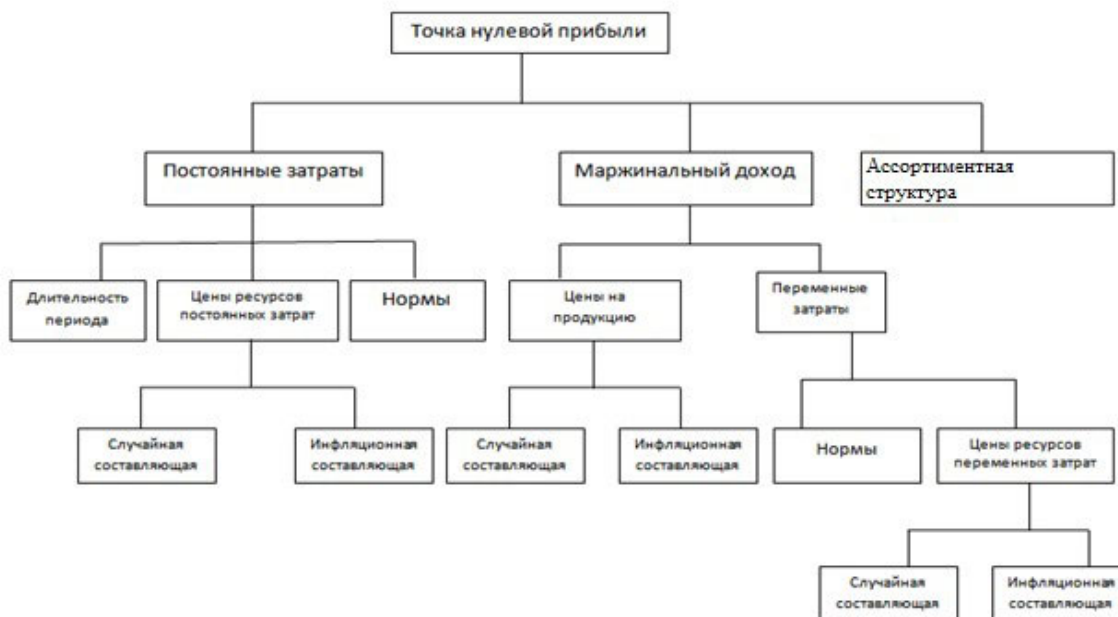 Точка нулевой прибыли
Постоянные затраты
Маржинальный доход
Ассортиментная
структура
Длительность
периода
Цены ресурсов
постоянных затрат
Нормы
Цены на
продукцию
Переменные
затраты
Случайная
составляющая
Инфляционная
составляющая
Случайная
составляющая
Инфляционная
составляющая
Нормы
Цены ресурсов
переменных затрат
Случайная
составляющая
Инфляционная
составляющая